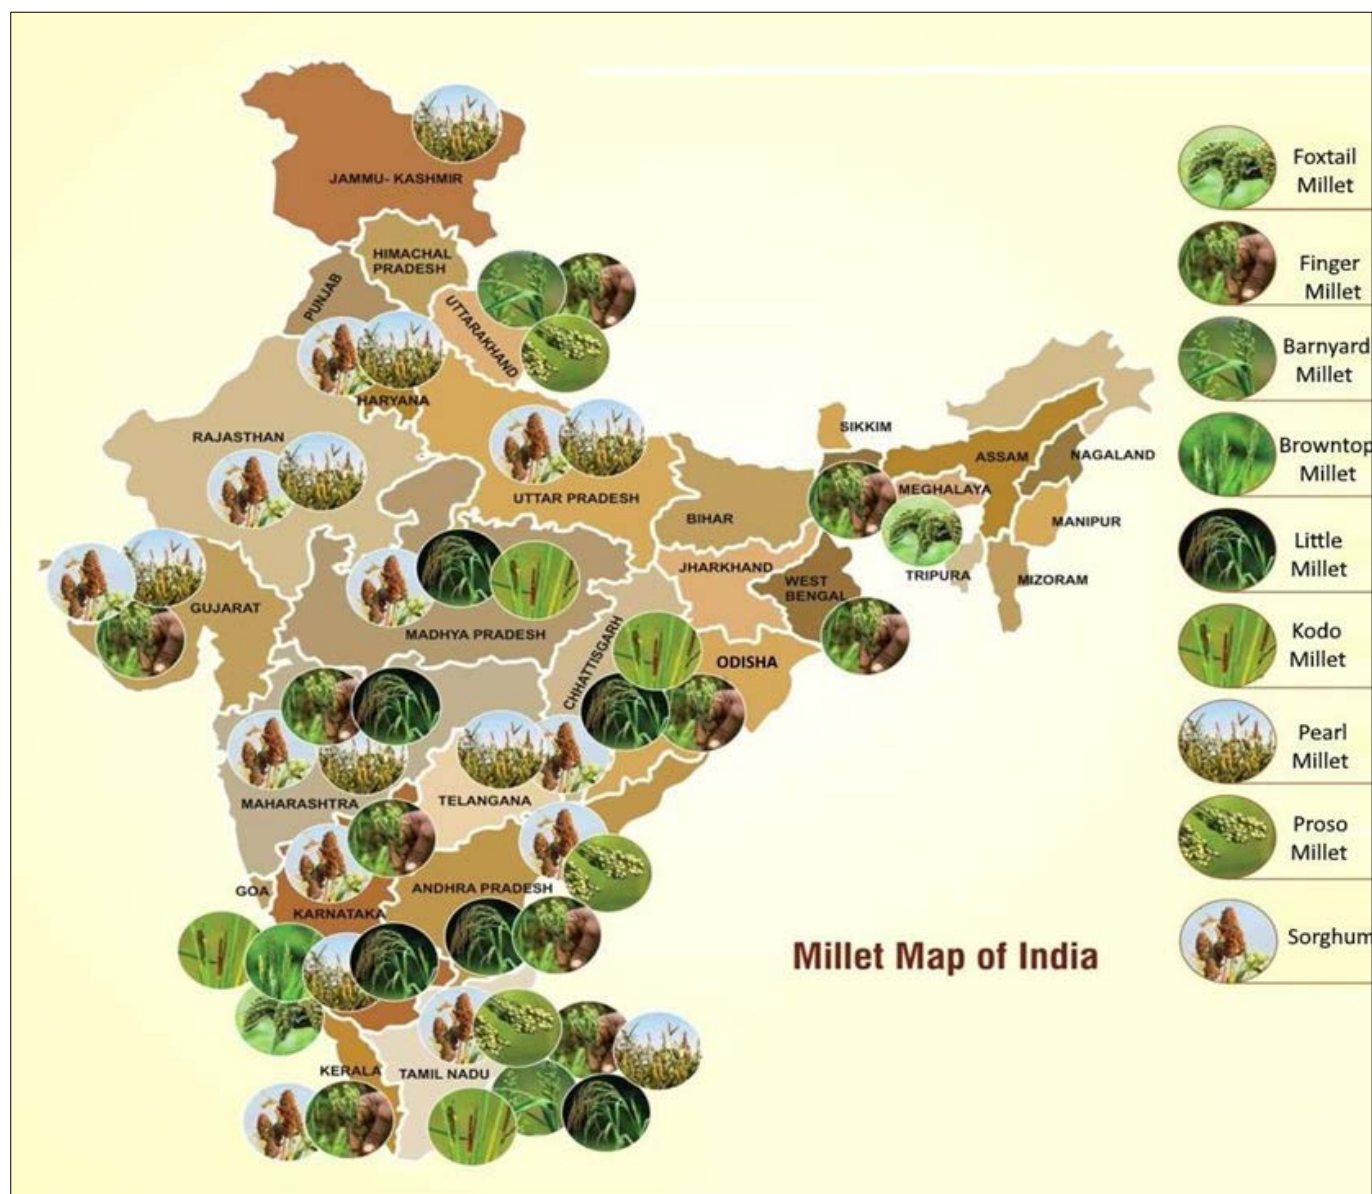 JAMMU- KASHMIR
HIMACHAL
PRADESH
PUNJAB
UTTARAKHAND
HARYANA
RAJASTHAN
UTTAR PRADESH
SIKKIM
ASSAM
NAGALAND
MEGHALAYA
MANIPUR
BIHAR
JHARKHAND
WEST
BENGAL
TRIPURA
MIZORAM
GUJARAT
MADHYA PRADESH
CHHATTISGARH
ODISHA
MAHARASHTRA
TELANGANA
GOA
KARNATAKA
ANDHRA PRADESH
KERALA
TAMIL NADU
Millet Map of India
Foxtail
Millet
Finger
Millet
Barnyard
Millet
Browntop
Millet
Little
Millet
Kodo
Millet
Pearl
Millet
Proso
Millet
Sorghum